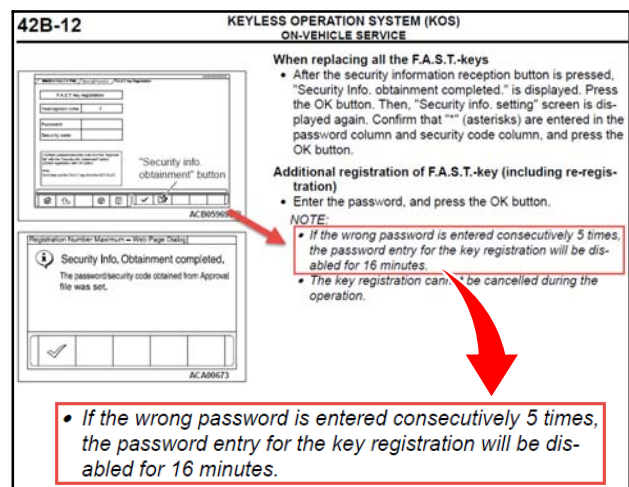 42B-12
KEYLESS OPERATION SYSTEM (KOS)
ON-VEHICLE SERVICE
F.A.S.T. key registration
Password
Security code
"Security info.
obtainment" button
ACB05969
Registration Number Maximum -- Web Page Dialog
Security Info. Obtainment completed.
The password/security code obtained from Approval
file was set.
ACA00673
When replacing all the F.A.S.T.-keys
• After the security information reception button is pressed,
"Security Info. obtainment completed." is displayed. Press
the OK button. Then, "Security info. setting" screen is dis-
played again. Confirm that "*" (asterisks) are entered in the
password column and security code column, and press the
OK button.
Additional registration of F.A.S.T.-key (including re-regis-
tration)
• Enter the password, and press the OK button.
NOTE:
• If the wrong password is entered consecutively 5 times,
the password entry for the key registration will be dis-
abled for 16 minutes.
• The key registration be cancelled during the
operation.
• If the wrong password is entered consecutively 5 times,
the password entry for the key registration will be dis-
abled for 16 minutes.